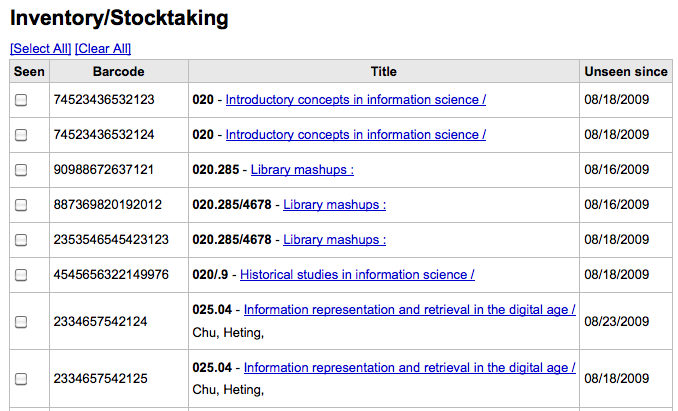 Inventory/Stocktaking
[Select All] [Clear All]
Seen Barcode Title Unseen since
74523436532123 020 - Introductory concepts in information science / 08/18/2009
74523436532124 020 - Introductory concepts in information science / 08/18/2009
90988672637121 020.285 - Library mashups : 08/16/2009
887369820192012 020.285/4678 - Library mashups : 08/16/2009
2353546545423123 020.285/4678 - Library mashups : 08/18/2009
4545656322149976 020/.9 - Historical studies in information science / 08/18/2009
2334657542124 025.04 - Information representation and retrieval in the digital age / 08/23/2009
Chu, Heting,
2334657542125 025.04 - Information representation and retrieval in the digital age / 08/18/2009
Chu, Heting,